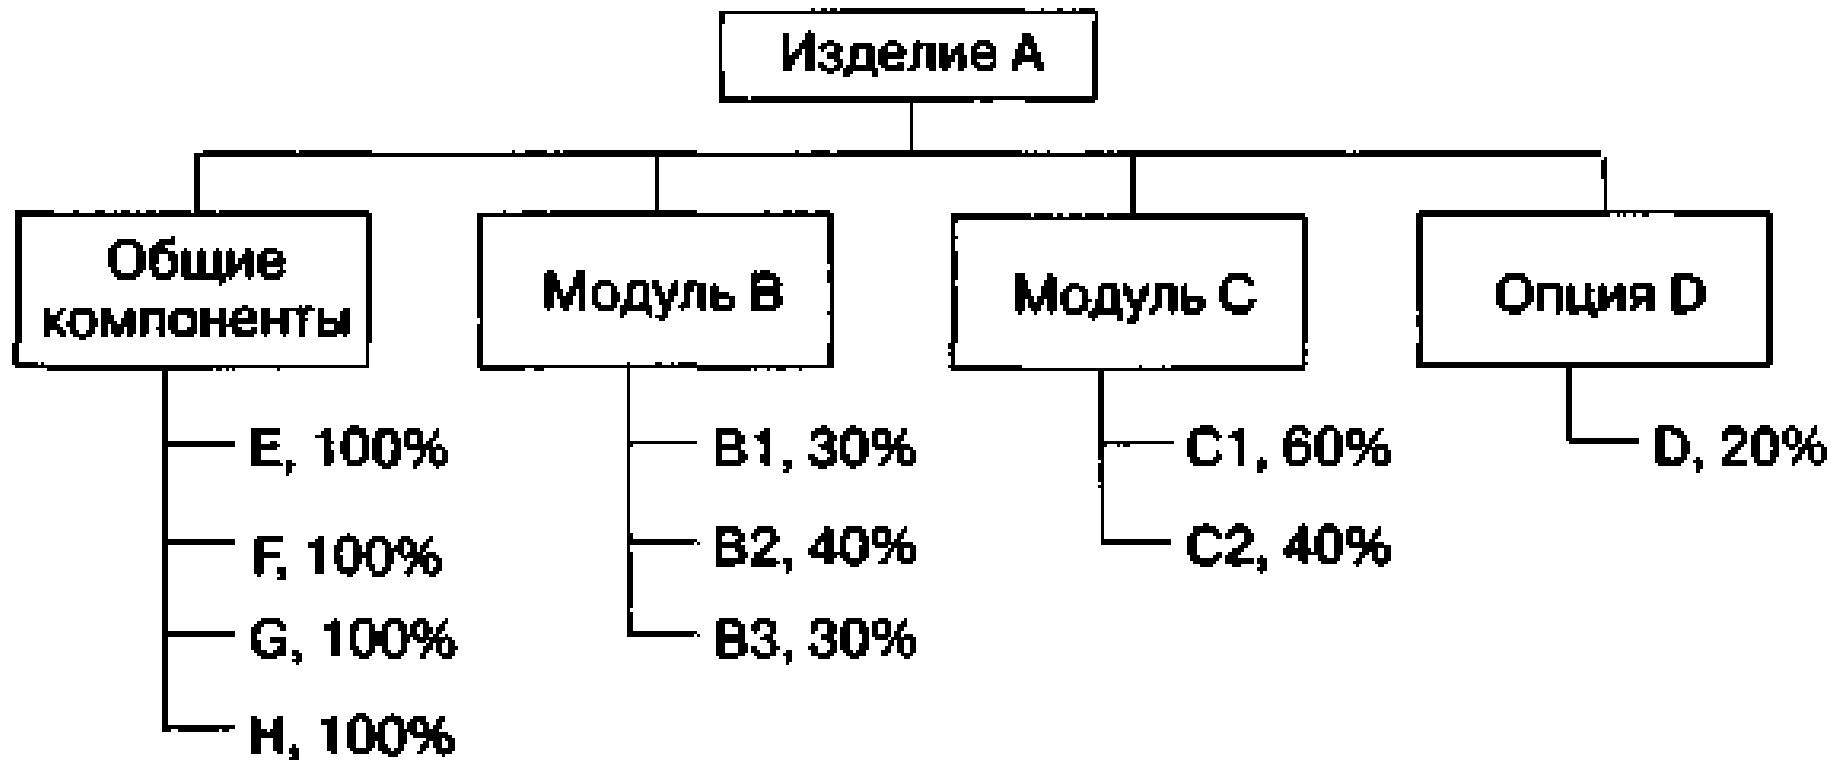 Изделие A
Общие
компоненты
Модуль B
Модуль C
Опция D
E, 100%
F, 100%
G, 100%
H, 100%
B1, 30%
B2, 40%
B3, 30%
C1, 60%
C2, 40%
D, 20%